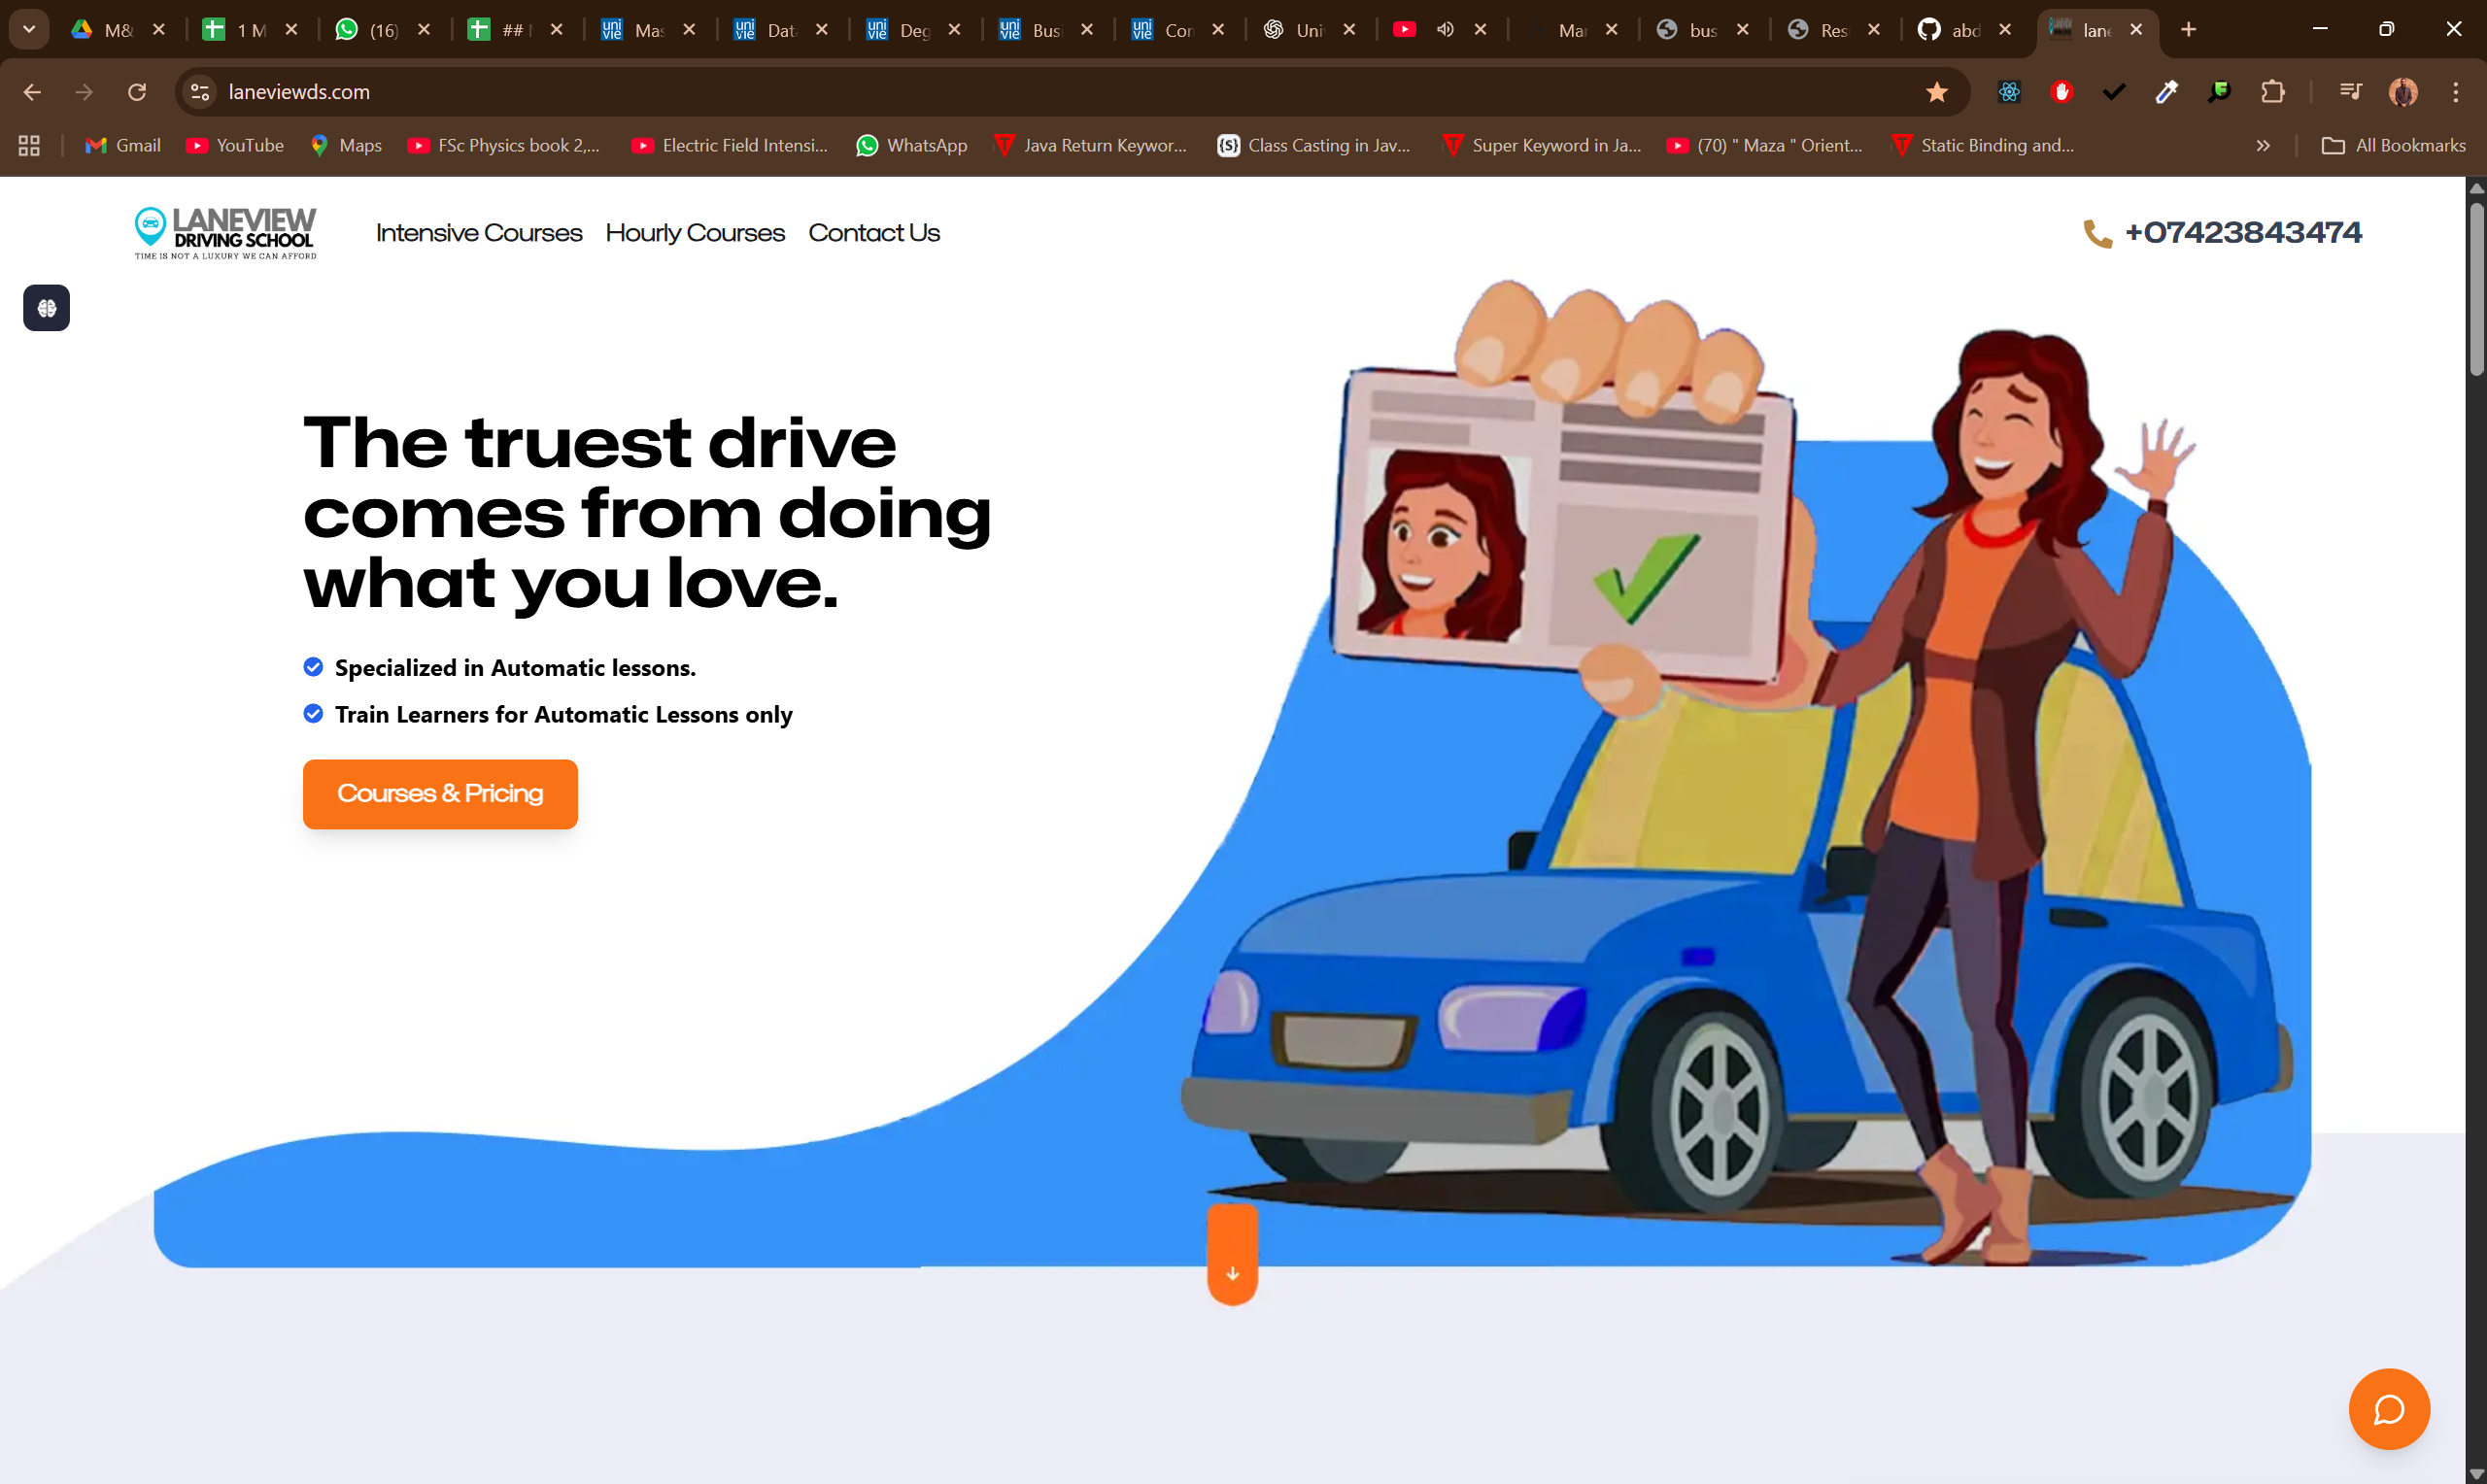 M&
1 M
(16)
##
Mas
Dat
Deg
Bus
Con
Uni
Mar
bus
Res
abd
lane
laneviewds.com
Gmail
YouTube
Maps
FSc Physics book 2,...
Electric Field Intensi...
WhatsApp
Java Return Keywor...
Class Casting in Jav...
Super Keyword in Ja...
(70) " Maza " Orient...
Static Binding and...
All Bookmarks
LANEVIEW
DRIVING SCHOOL
TIME IS NOT A LUXURY WE CAN AFFORD
Intensive Courses
Hourly Courses
Contact Us
+07423843474
The truest drive
comes from doing
what you love.
Specialized in Automatic lessons.
Train Learners for Automatic Lessons only
Courses & Pricing